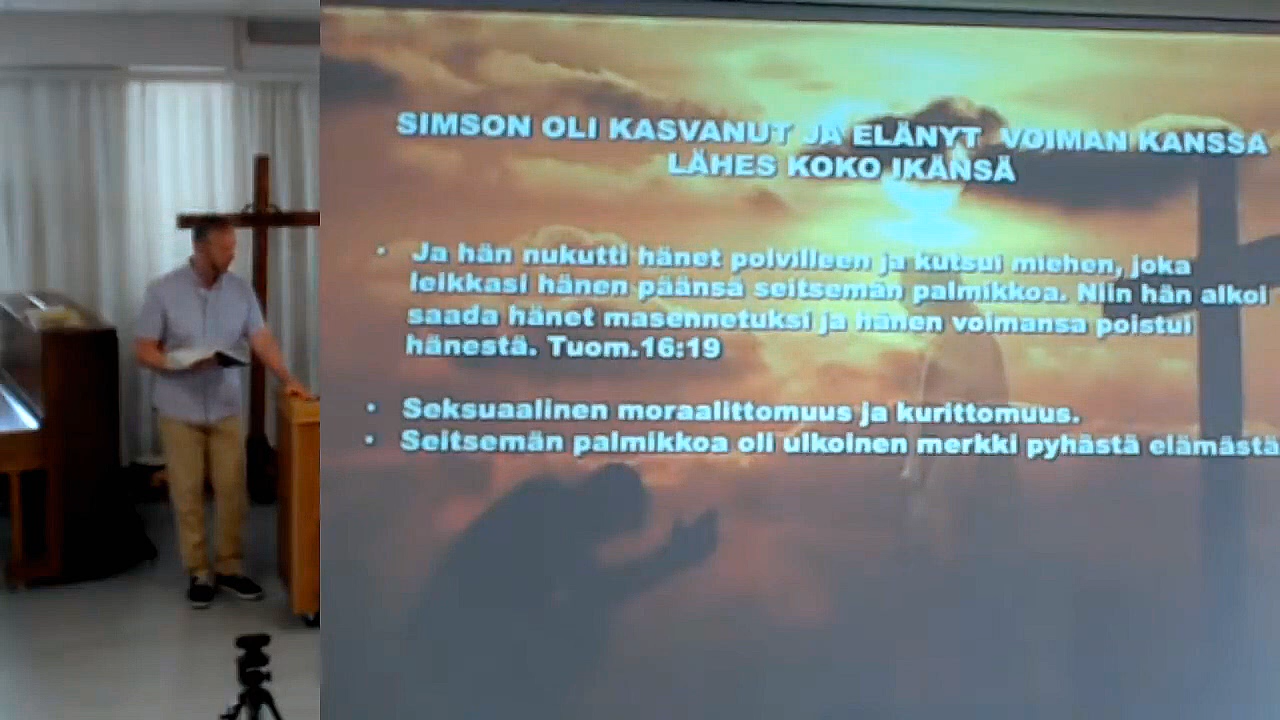 SIMSON OLI KASVANUT JA ELÄNYT VOIMAN KANSSA
LÄHES KOKO IKÄNSÄ
• Ja hän nukutti hänet polvilleen ja kutsui miehen, joka
leikkasi hänen päänsä seitsemän palmikkoa. Niin hän alkoi
saada hänet masennetuksi ja hänen voimansa poistui
hänestä. Tuom.16:19
• Seksuaalinen moraalittomuus ja kurittomuus.
• Seitsemän palmikkoa oli ulkoinen merkki pyhästä elämästä